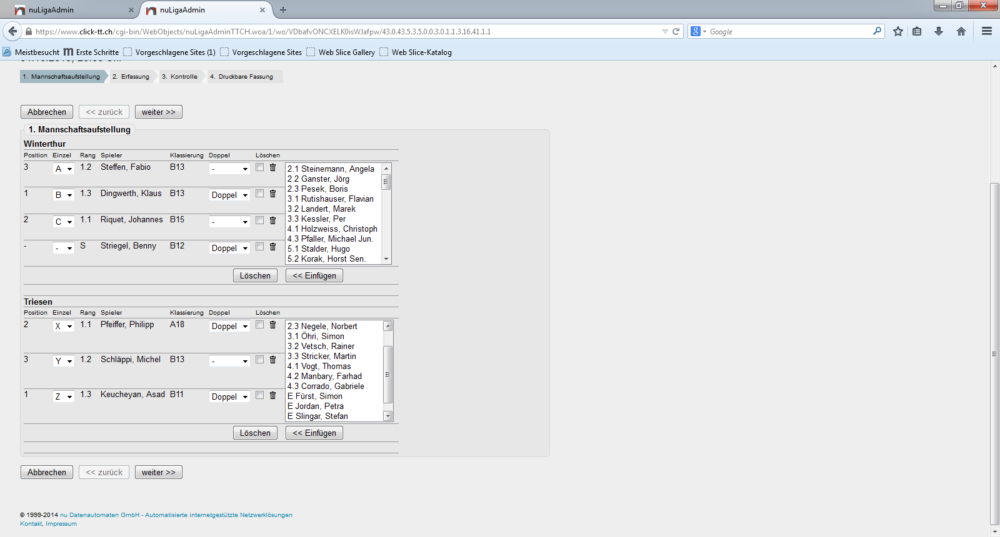 nuLigaAdmin
nuLigaAdmin
https://www.click-tt.ch/cgi-bin/WebObjects/nuLigaAdminTTCH.woa/1/wo/VDbafvONCXELK0isWJafpw/43.0.43.5.3.5.0.0.3.0.1.1.3.16.41.1.1
Google
Meistbesucht Erste Schritte Vorgeschlagene Sites (1) Vorgeschlagene Sites Web Slice Gallery Web Slice-Katalog
1. Mannschaftsaufstellung 2. Erfassung 3. Kontrolle 4. Druckbare Fassung
Abbrechen << zurück weiter >>
1. Mannschaftsaufstellung
Winterthur
Position Einzel Rang Spieler Klassierung Doppel Löschen
3 A 1.2 Steffen, Fabio B13 -
1 B 1.3 Dingwerth, Klaus B13 Doppel
2 C 1.1 Riquet, Johannes B15 -
- - S Striegel, Benny B12 Doppel
2.1 Steinemann, Angela
2.2 Ganster, Jörg
2.3 Pesek, Boris
3.1 Rutishauser, Flavian
3.2 Landert, Marek
3.3 Kessler, Per
4.1 Holzweiss, Christoph
4.3 Pfaller, Michael Jun.
5.1 Stalder, Hugo
5.2 Korak, Horst Sen.
Löschen << Einfügen
Triesen
Position Einzel Rang Spieler Klassierung Doppel Löschen
2 X 1.1 Pfeiffer, Philipp A18 Doppel
3 Y 1.2 Schläppi, Michel B13 -
1 Z 1.3 Keucheyan, Asad B11 Doppel
2.3 Negele, Norbert
3.1 Öhri, Simon
3.2 Vetsch, Rainer
3.3 Stricker, Martin
4.1 Vogt, Thomas
4.2 Manbary, Farhad
4.3 Corrado, Gabriele
E Fürst, Simon
E Jordan, Petra
E Slingar, Stefan
Löschen << Einfügen
Abbrechen << zurück weiter >>
© 1999-2014 nu Datenautomaten GmbH - Automatisierte internetgestützte Netzwerklösungen
Kontakt, Impressum